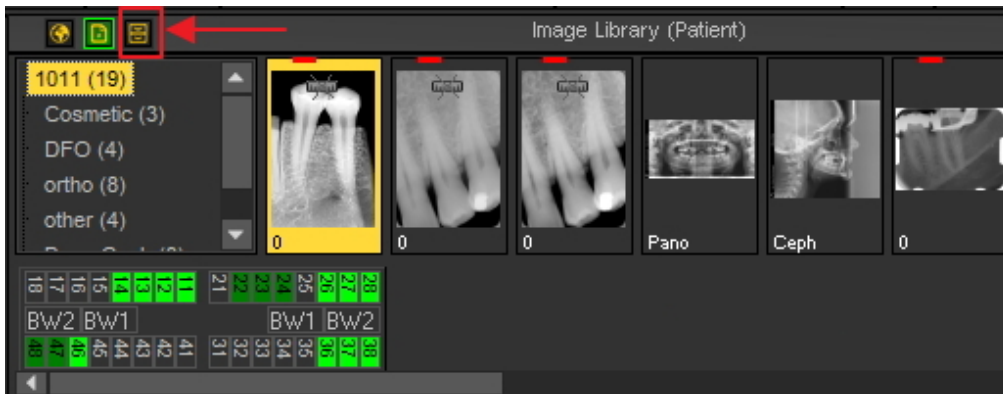 Image Library (Patient)
1011 (19)
Cosmetic (3)
DFO (4)
ortho (8)
other (4)
0
0
0
Pano
Ceph
0
18 17 16 15 14 13 12 11 21 22 23 24 25 26 27 28
BW2 BW1 BW1 BW2
48 47 46 45 44 43 42 41 31 32 33 34 35 36 37 38